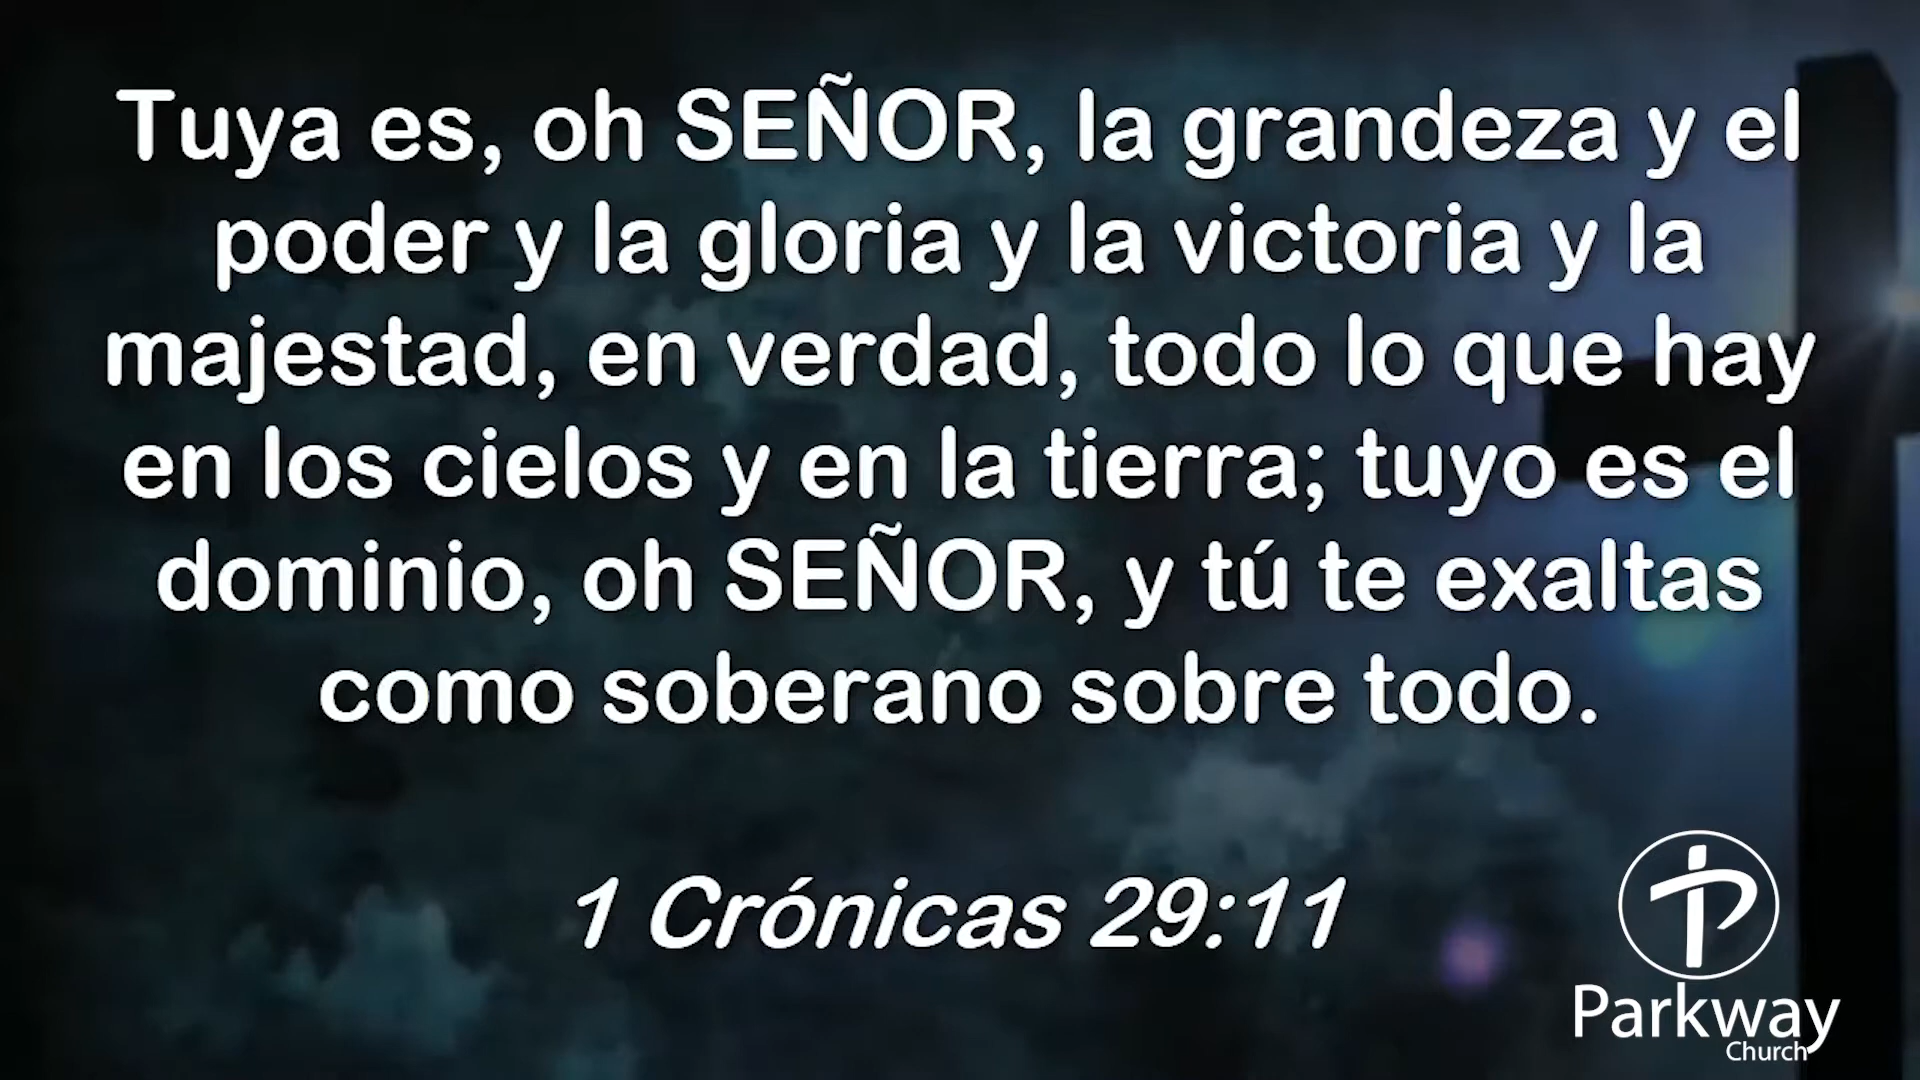 Tuya es, oh SEÑOR, la grandeza y el
poder y la gloria y la victoria y la
majestad, en verdad, todo lo que hay
en los cielos y en la tierra; tuyo es el
dominio, oh SEÑOR, y tú te exaltas
como soberano sobre todo.
1 Crónicas 29:11
Parkway
Church